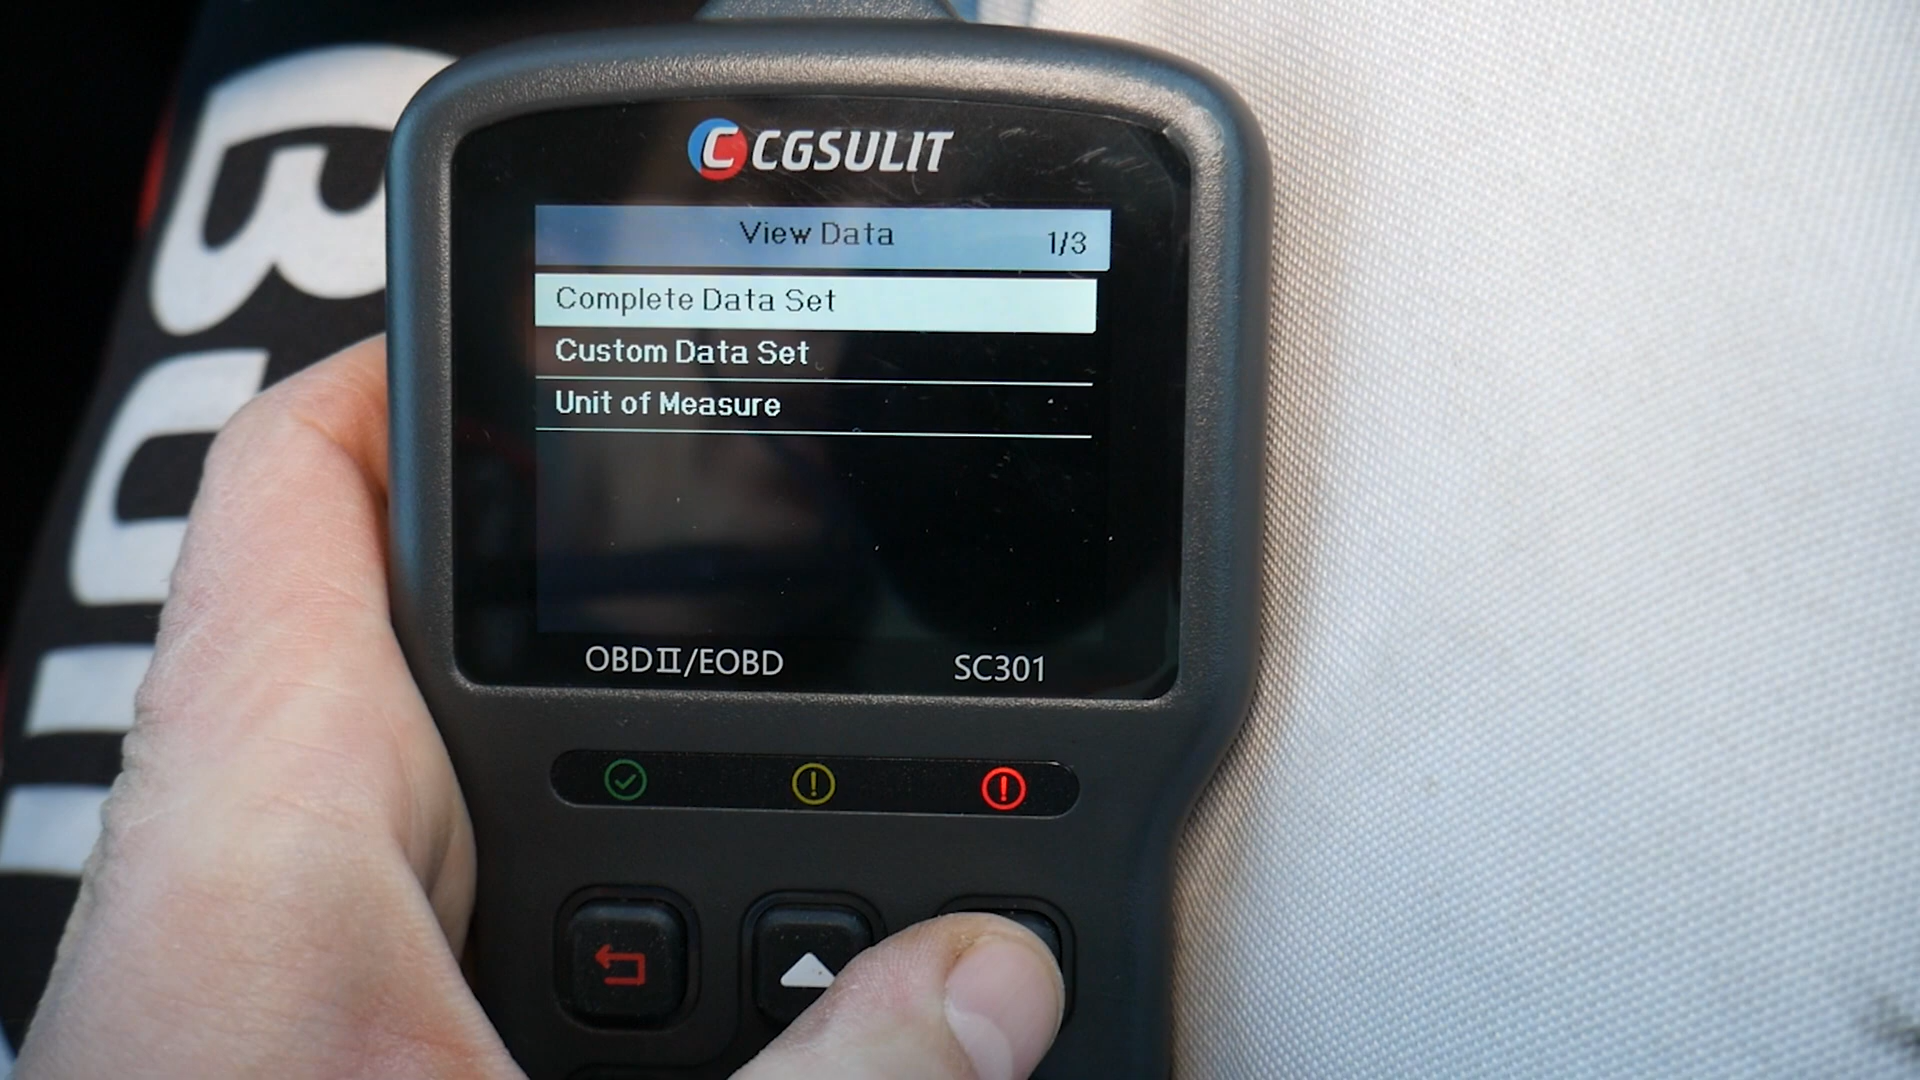 CGSULIT
View Data 1/3
Complete Data Set
Custom Data Set
Unit of Measure
OBDII/EOBD SC301